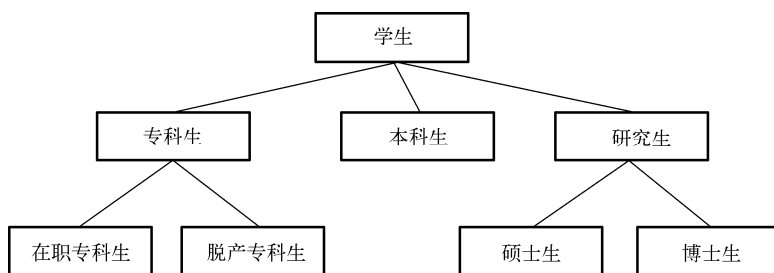 学生
专科生
本科生
研究生
在职专科生
脱产专科生
硕士生
博士生